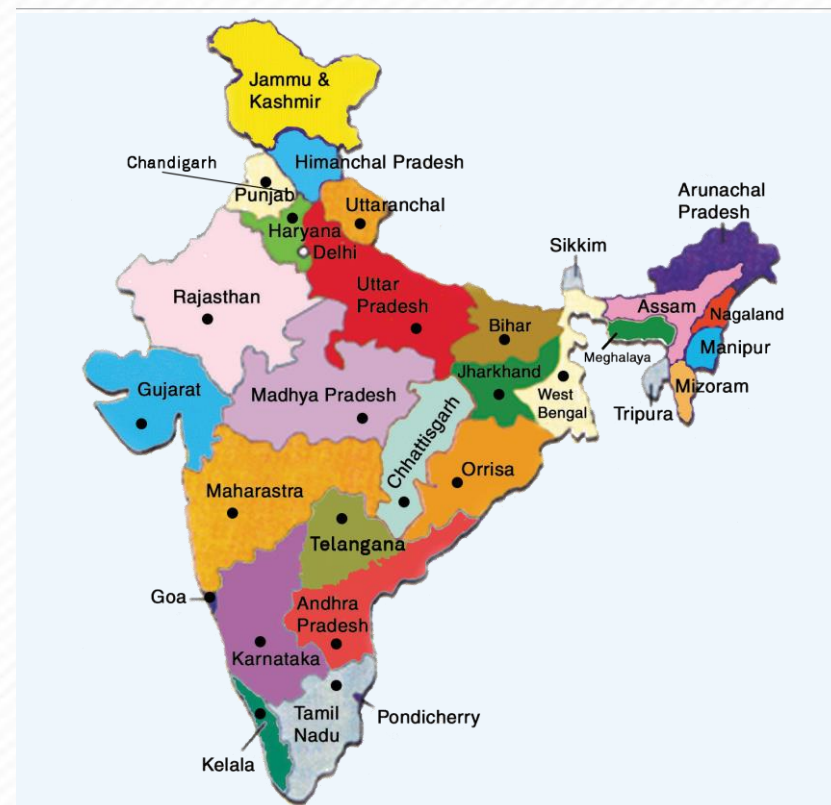 Jammu &
Kashmir
Chandigarh
Himanchal Pradesh
Punjab
Uttaranchal
Haryana
Delhi
Arunachal
Pradesh
Sikkim
Rajasthan
Uttar
Pradesh
Bihar
Assam
Nagaland
Meghalaya
Manipur
Gujarat
Madhya Pradesh
Jharkhand
West
Bengal
Mizoram
Tripura
Chhattisgarh
Orrisa
Maharastra
Telangana
Goa
Andhra
Pradesh
Karnataka
Tamil
Nadu
Pondicherry
Kelala